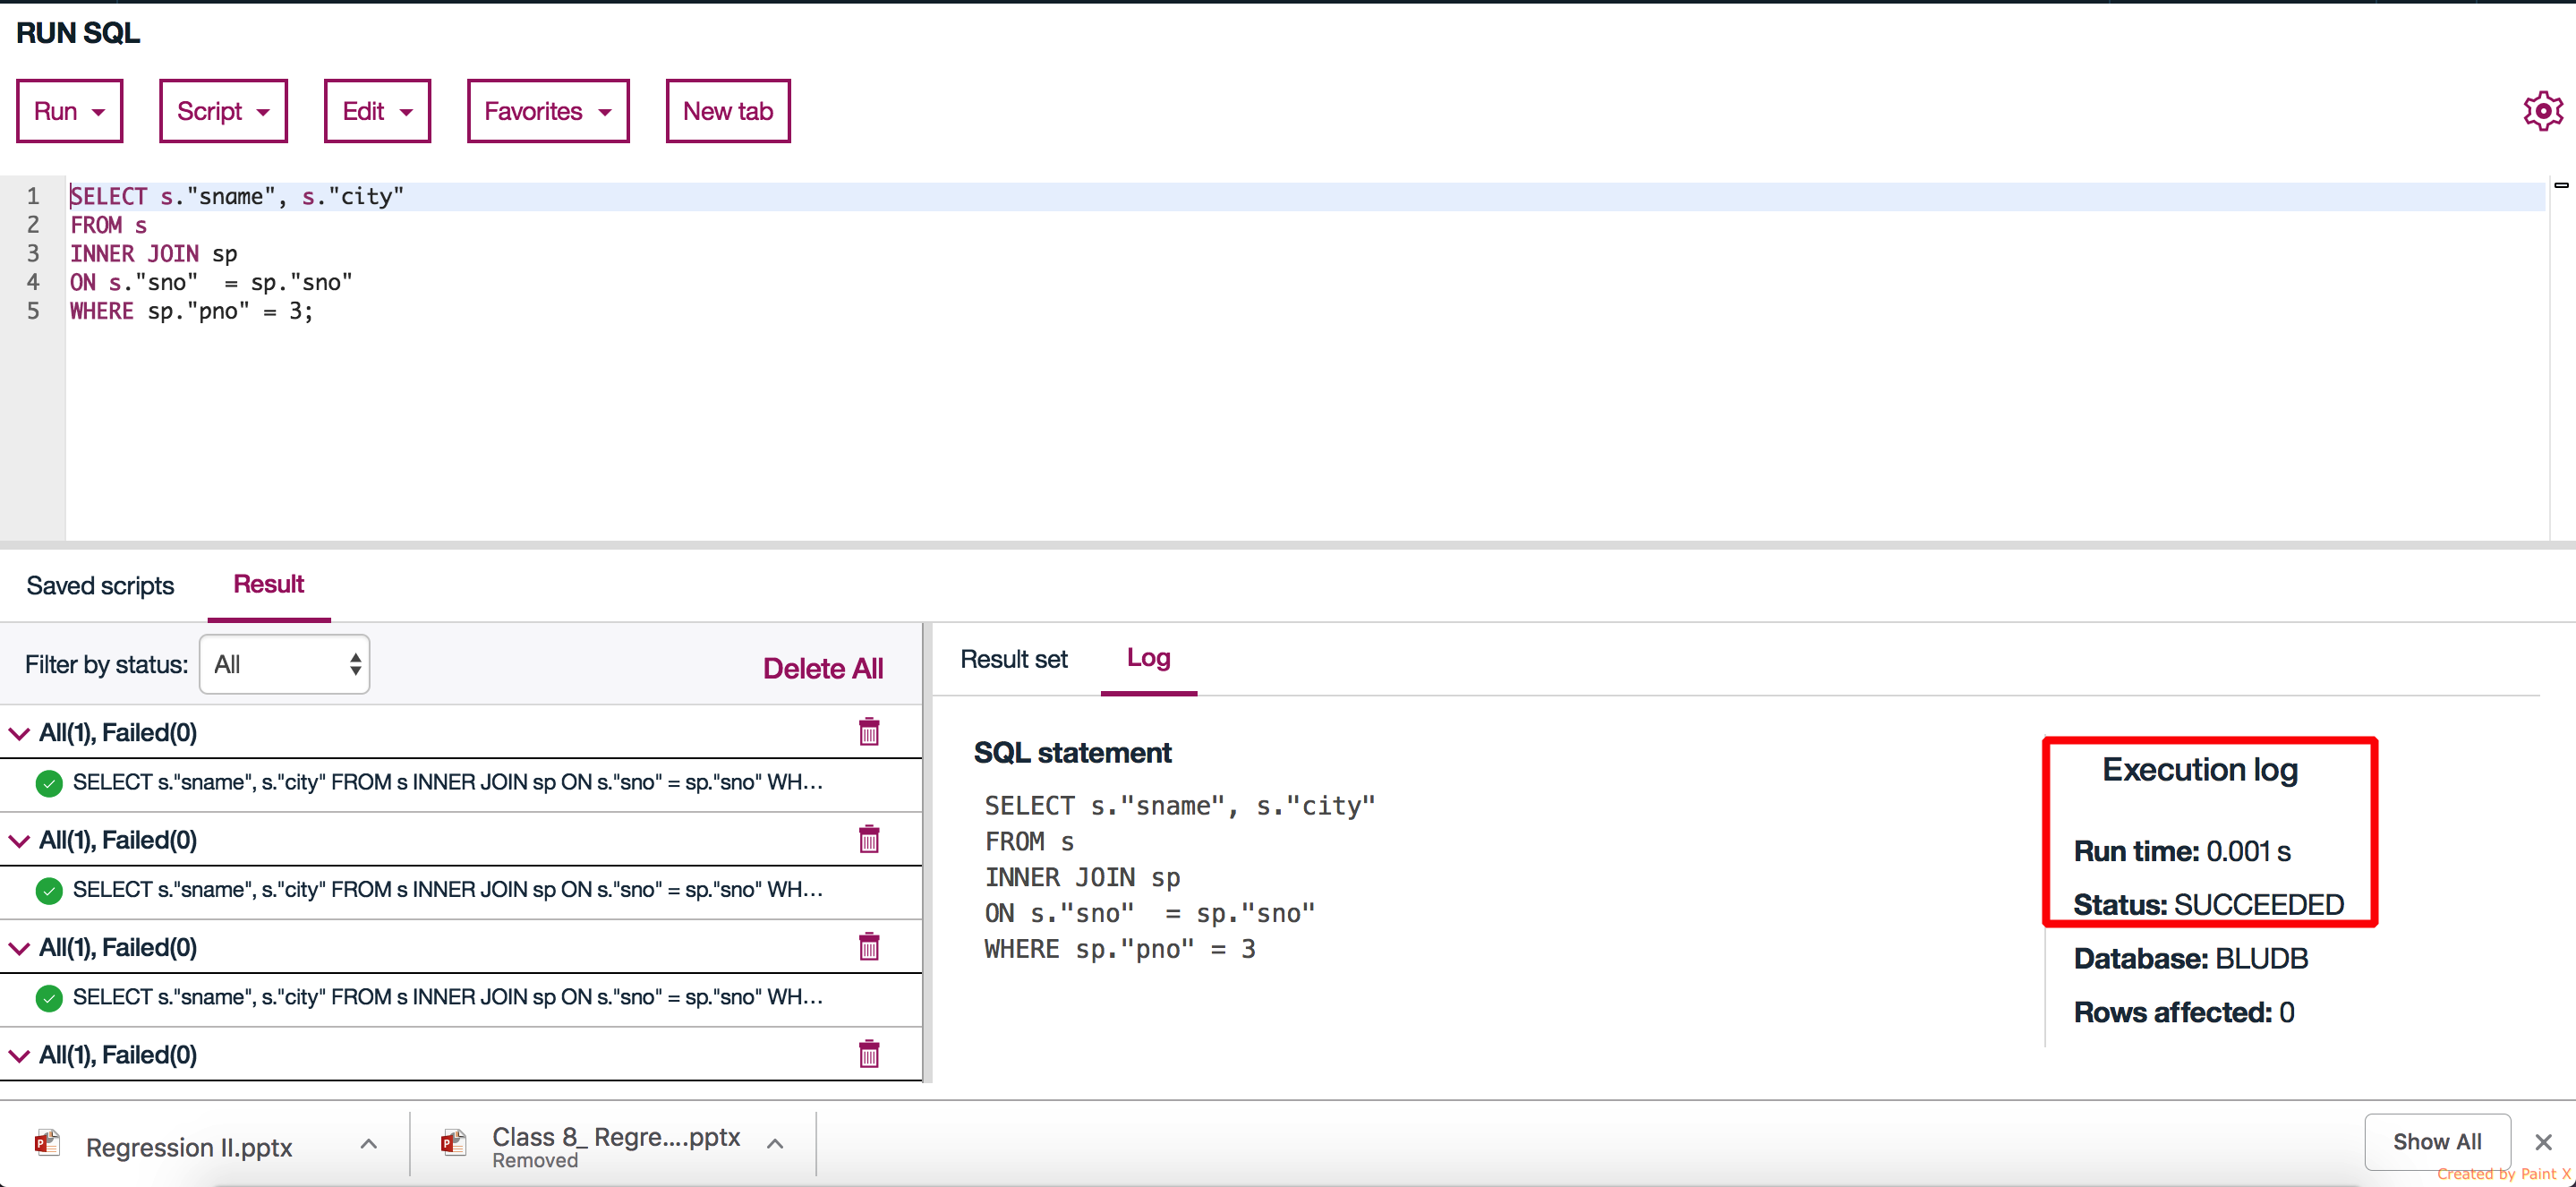 RUN SQL
Run
Script
Edit
Favorites
New tab
1 SELECT s."sname", s."city"
2 FROM s
3 INNER JOIN sp
4 ON s."sno"  = sp."sno"
5 WHERE sp."pno" = 3;
Saved scripts
Result
Filter by status:
All
Delete All
All(1), Failed(0)
SELECT s."sname", s."city" FROM s INNER JOIN sp ON s."sno" = sp."sno" WH...
All(1), Failed(0)
SELECT s."sname", s."city" FROM s INNER JOIN sp ON s."sno" = sp."sno" WH...
All(1), Failed(0)
SELECT s."sname", s."city" FROM s INNER JOIN sp ON s."sno" = sp."sno" WH...
All(1), Failed(0)
Result set
Log
SQL statement
SELECT s."sname", s."city"
FROM s
INNER JOIN sp
ON s."sno"  = sp."sno"
WHERE sp."pno" = 3
Execution log
Run time: 0.001 s
Status: SUCCEEDED
Database: BLUDB
Rows affected: 0
Regression II.pptx
Class 8_ Regre....pptx
Removed
Show All
Created by Paint X